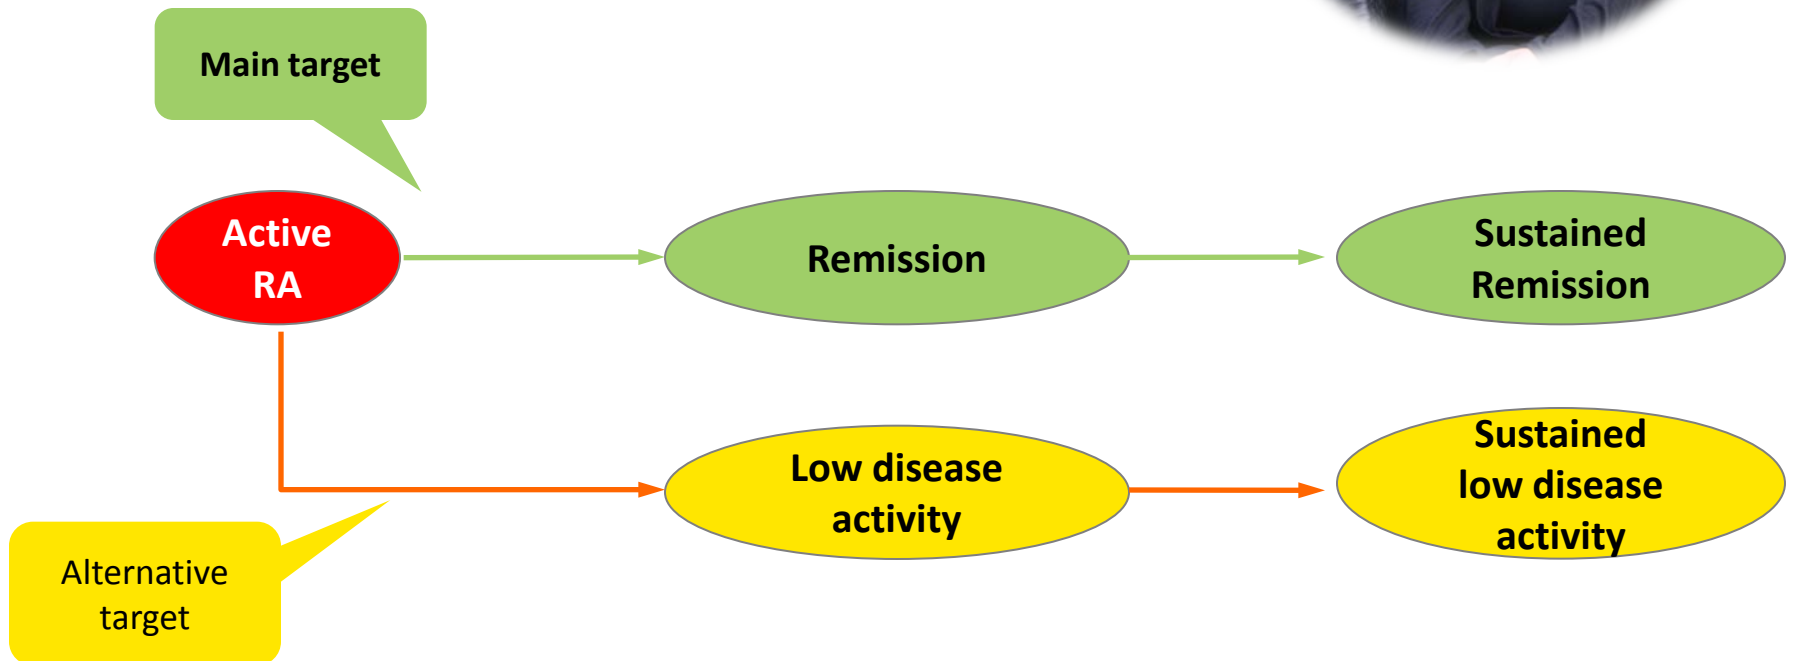 Main target
Active
RA
Remission
Sustained
Remission
Low disease
activity
Sustained
low disease
activity
Alternative
target